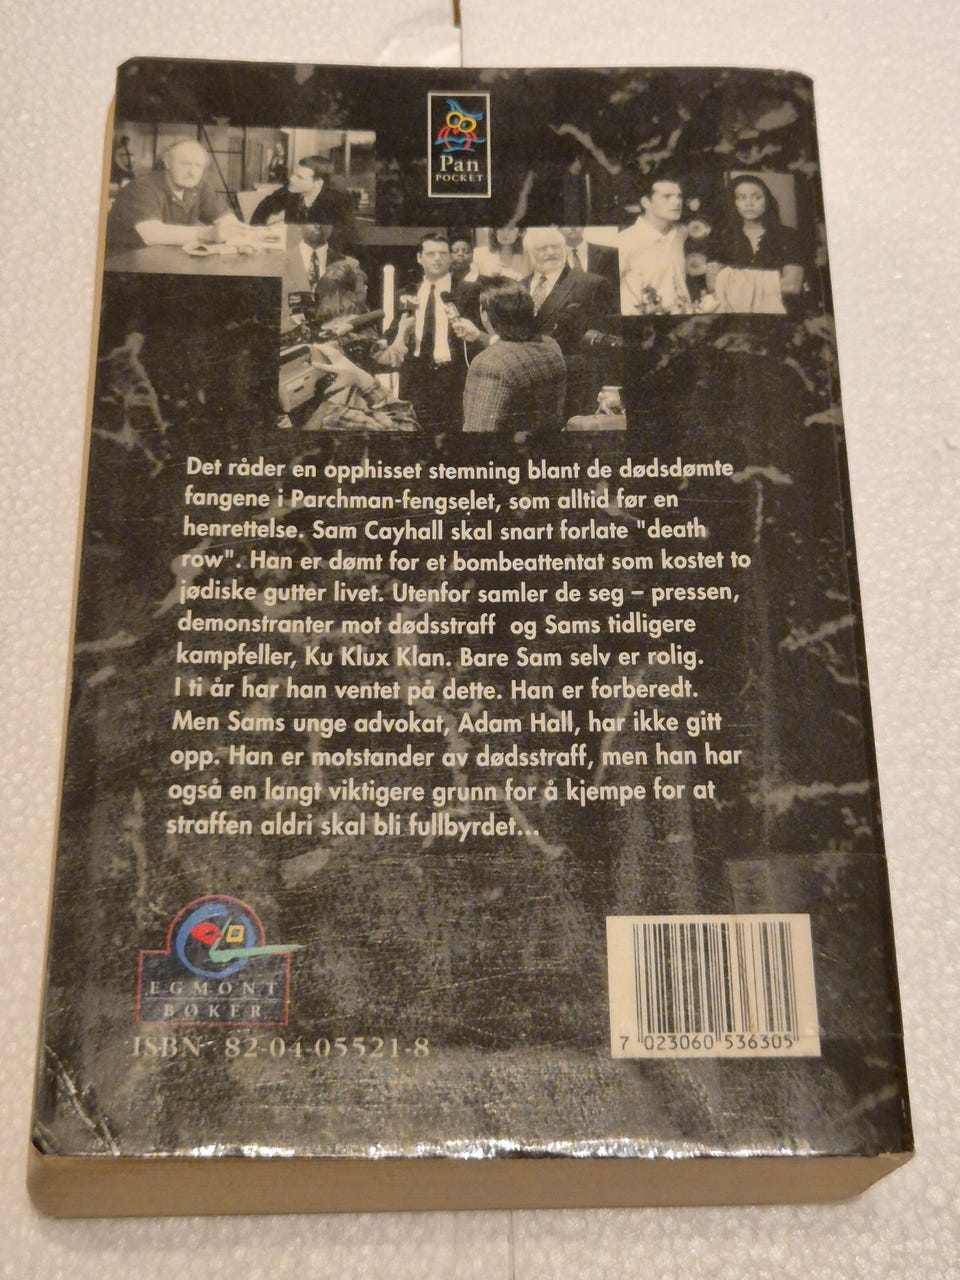 Pan
POCKET
Det råder en opphisset stemning blant de dødsdømte
fangene i Parchman-fengselet, som alltid før en
henrettelse. Sam Cayhall skal snart forlate "death
row". Han er dømt for et bombeattentat som kostet to
jødiske gutter livet. Utenfor samler de seg – pressen,
demonstranter mot dødsstraff og Sams tidligere
kampfeller, Ku Klux Klan. Bare Sam selv er rolig.
I ti år har han ventet på dette. Han er forberedt.
Men Sams unge advokat, Adam Hall, har ikke gitt
opp. Han er motstander av dødsstraff, men han har
også en langt viktigere grunn for å kjempe for at
straffen aldri skal bli fullbyrdet...
EGMONT
BØKER
ISBN 82-04-05521-8
7 023060 536305